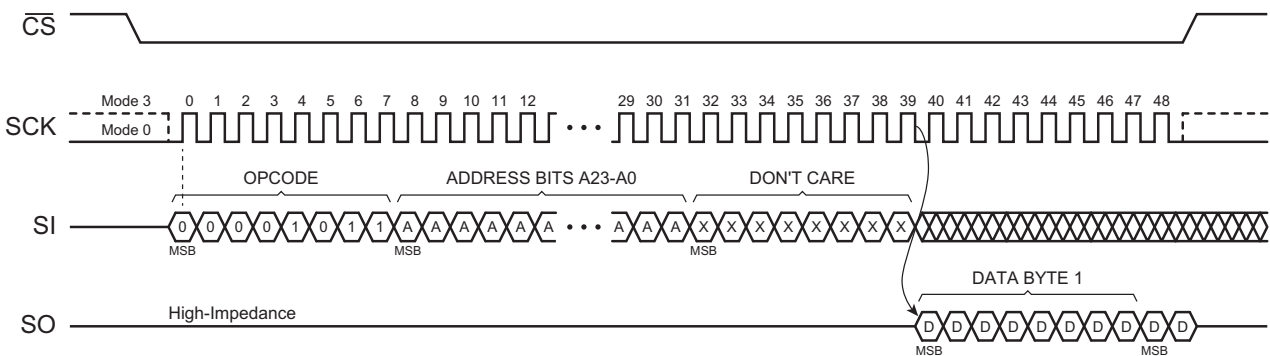 CS
Mode 3 0 1 2 3 4 5 6 7 8 9 10 11 12 29 30 31 32 33 34 35 36 37 38 39 40 41 42 43 44 45 46 47 48
SCK
Mode 0
OPCODE ADDRESS BITS A23-A0 DON'T CARE
SI 0 0 0 0 1 0 1 1 A A A A A A A A A X X X X X X X X
MSB MSB MSB
DATA BYTE 1
High-Impedance
SO D D D D D D D D D D
MSB MSB